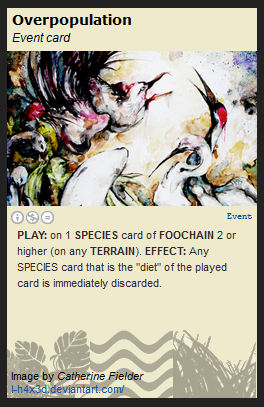 Overpopulation
Event card
Event
PLAY: on 1 SPECIES card of FOOCHAIN 2 or
higher (on any TERRAIN). EFFECT: Any
SPECIES card that is the "diet" of the played
card is immediately discarded.
Image by Catherine Fielder
l-h4x3d.deviantart.com/